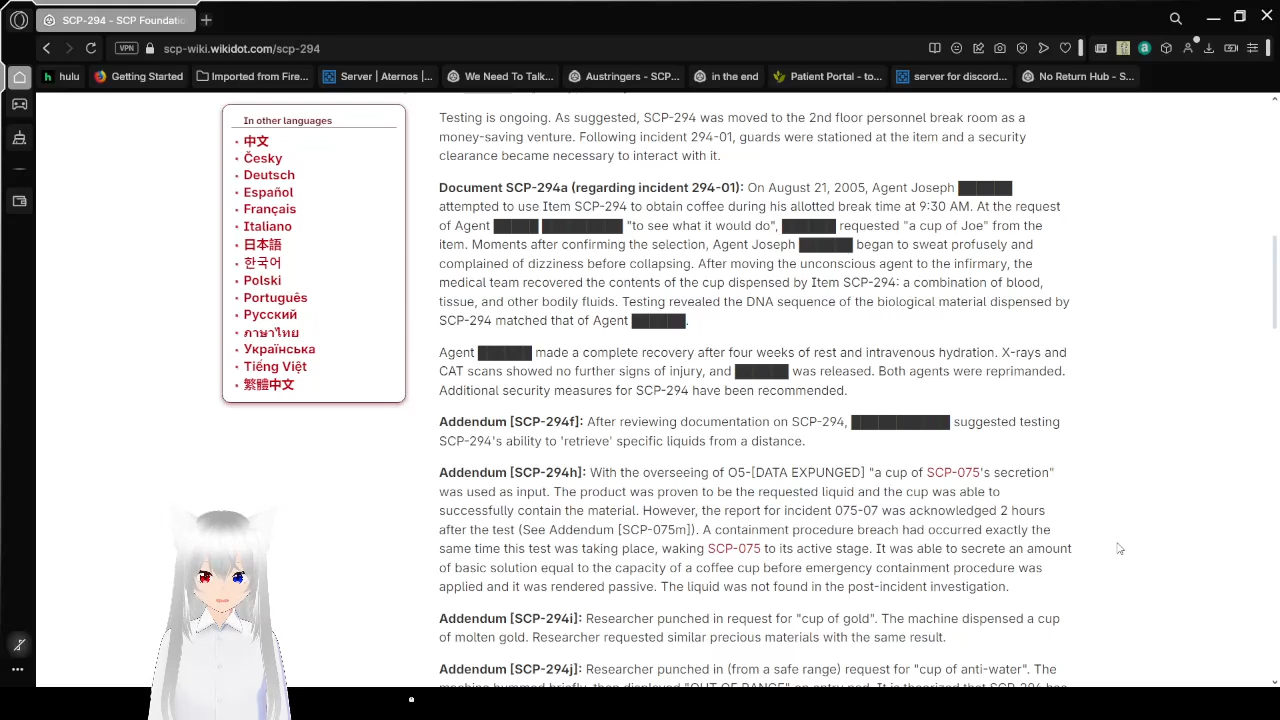 SCP-294 - SCP Foundatio
VPN
scp-wiki.wikidot.com/scp-294
hulu
Getting Started
Imported from Fire...
Server | Aternos |...
We Need To Talk...
Austringers - SCP...
in the end
Patient Portal - to...
server for discord...
No Return Hub - S...
In other languages
中文
Česky
Deutsch
Español
Français
Italiano
日本語
한국어
Polski
Português
Русский
ภาษาไทย
Українська
Tiếng Việt
繁體中文
Testing is ongoing. As suggested, SCP-294 was moved to the 2nd floor personnel break room as a
money-saving venture. Following incident 294-01, guards were stationed at the item and a security
clearance became necessary to interact with it.
Document SCP-294a (regarding incident 294-01): On August 21, 2005, Agent Joseph ██████
attempted to use Item SCP-294 to obtain coffee during his allotted break time at 9:30 AM. At the request
of Agent █████ █████████ "to see what it would do", ██████ requested "a cup of Joe" from the
item. Moments after confirming the selection, Agent Joseph ██████ began to sweat profusely and
complained of dizziness before collapsing. After moving the unconscious agent to the infirmary, the
medical team recovered the contents of the cup dispensed by Item SCP-294: a combination of blood,
tissue, and other bodily fluids. Testing revealed the DNA sequence of the biological material dispensed by
SCP-294 matched that of Agent ██████.
Agent ██████ made a complete recovery after four weeks of rest and intravenous hydration. X-rays and
CAT scans showed no further signs of injury, and ██████ was released. Both agents were reprimanded.
Additional security measures for SCP-294 have been recommended.
Addendum [SCP-294f]: After reviewing documentation on SCP-294, ███████████ suggested testing
SCP-294's ability to 'retrieve' specific liquids from a distance.
Addendum [SCP-294h]: With the overseeing of O5-[DATA EXPUNGED] "a cup of SCP-075's secretion"
was used as input. The product was proven to be the requested liquid and the cup was able to
successfully contain the material. However, the report for incident 075-07 was acknowledged 2 hours
after the test (See Addendum [SCP-075m]). A containment procedure breach had occurred exactly the
same time this test was taking place, waking SCP-075 to its active stage. It was able to secrete an amount
of basic solution equal to the capacity of a coffee cup before emergency containment procedure was
applied and it was rendered passive. The liquid was not found in the post-incident investigation.
Addendum [SCP-294i]: Researcher punched in request for "cup of gold". The machine dispensed a cup
of molten gold. Researcher requested similar precious materials with the same result.
Addendum [SCP-294j]: Researcher punched in (from a safe range) request for "cup of anti-water". The
machine hummed briefly, then displayed "OUT OF RANGE" on entry pad. It is theorized that SCP-294 has